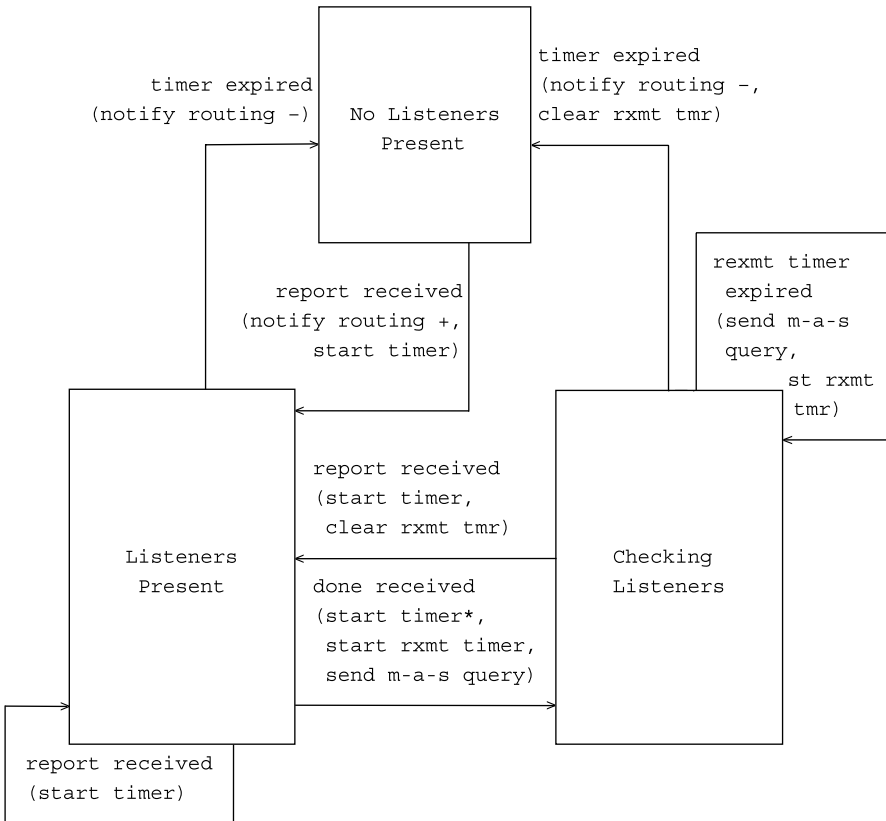 timer expired
(notify routing -)
No Listeners
Present
timer expired
(notify routing -,
clear rxmt tmr)
report received
(notify routing +,
start timer)
rexmt timer
expired
(send m-a-s
query,
st rxmt
tmr)
report received
(start timer,
clear rxmt tmr)
Listeners
Present
Checking
Listeners
done received
(start timer*,
start rxmt timer,
send m-a-s query)
report received
(start timer)